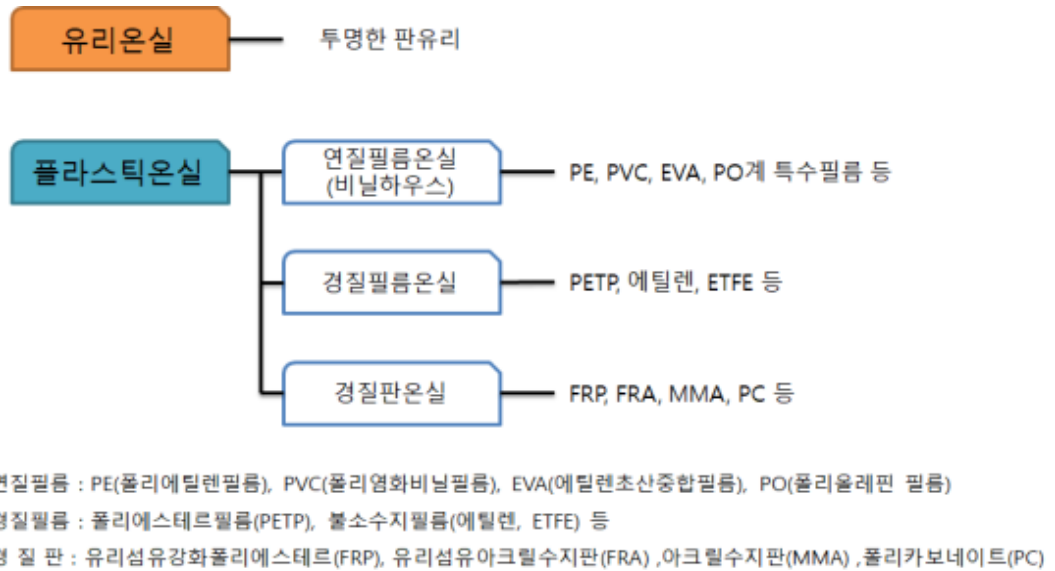 유리온실 투명한 판유리
플라스틱온실
연질필름온실
(비닐하우스)
PE, PVC, EVA, PO계 특수필름 등
경질필름온실 PETP, 에틸렌, ETFE 등
경질판온실 FRP, FRA, MMA, PC 등
연질필름 : PE(폴리에틸렌필름), PVC(폴리염화비닐필름), EVA(에틸렌초산중합필름), PO(폴리올레핀 필름)
경질필름 : 폴리에스테르필름(PETP), 불소수지필름(에틸렌, ETFE) 등
경 질 판 : 유리섬유강화폴리에스테르(FRP), 유리섬유아크릴수지판(FRA) ,아크릴수지판(MMA) ,폴리카보네이트(PC)